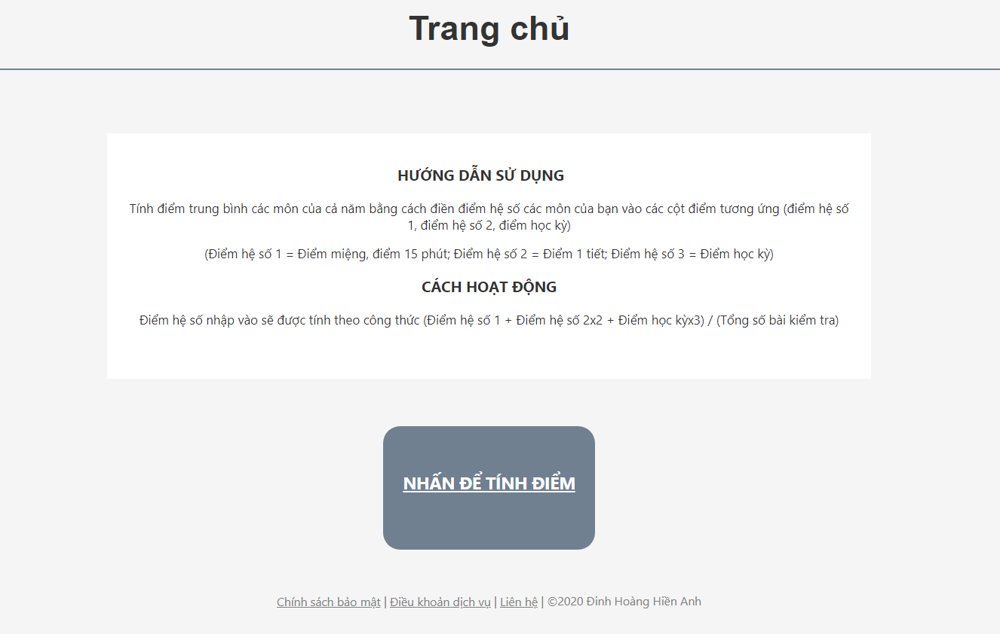 Trang chủ
HƯỚNG DẪN SỬ DỤNG
Tính điểm trung bình các môn của cả năm bằng cách điền điểm hệ số các môn của bạn vào các cột điểm tương ứng (điểm hệ số
1, điểm hệ số 2, điểm học kỳ)
(Điểm hệ số 1 = Điểm miệng, điểm 15 phút; Điểm hệ số 2 = Điểm 1 tiết; Điểm hệ số 3 = Điểm học kỳ)
CÁCH HOẠT ĐỘNG
Điểm hệ số nhập vào sẽ được tính theo công thức (Điểm hệ số 1 + Điểm hệ số 2x2 + Điểm học kỳx3) / (Tổng số bài kiểm tra)
NHẤN ĐỂ TÍNH ĐIỂM
Chính sách bảo mật | Điều khoản dịch vụ | Liên hệ | ©2020 Đinh Hoàng Hiền Anh